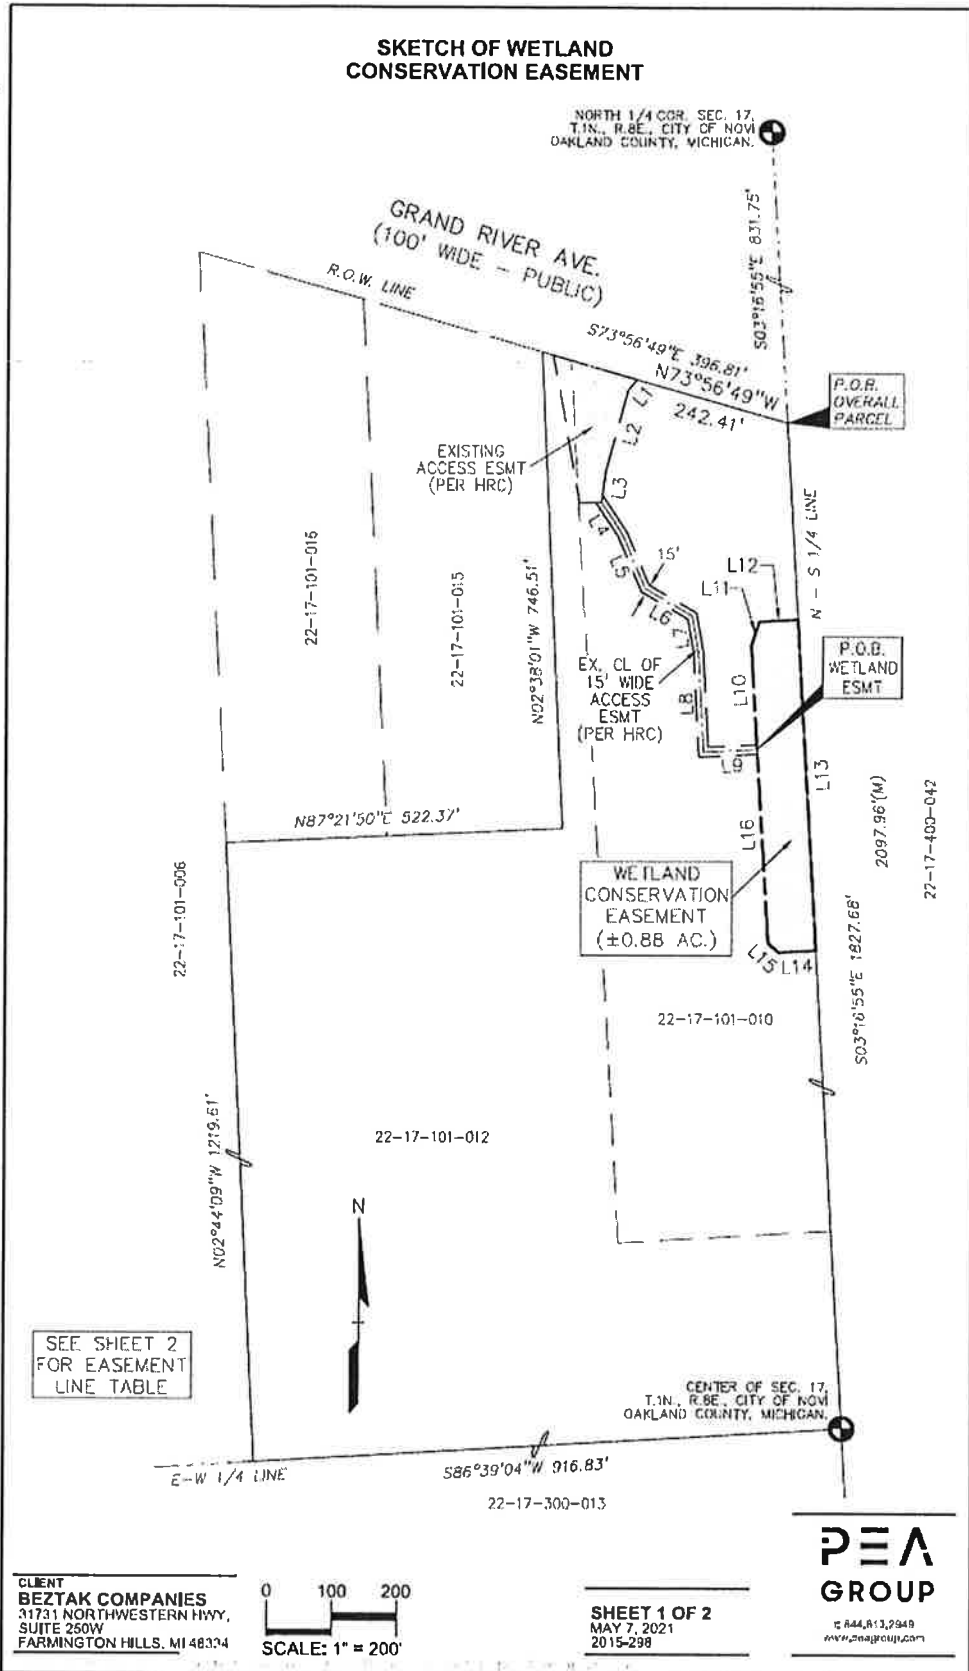 SKETCH OF WETLAND
CONSERVATION EASEMENT
NORTH 1/4 COR. SEC. 17,
T.1N., R.8E., CITY OF NOVI
OAKLAND COUNTY, MICHIGAN.
S03°16'55"E 831.75'
GRAND RIVER AVE.
(100' WIDE - PUBLIC)
R.O.W. LINE
S73°56'49"E 396.81'
N73°56'49"W
242.41'
P.O.B.
OVERALL
PARCEL
L1
L2
L3
EXISTING
ACCESS ESMT
(PER HRC)
L4
L5
15'
L6
L7
L8
L9
N - S 1/4 LINE
L12
L11
L10
22-17-101-016
22-17-101-015
N02°38'01"W 746.51'
EX. CL OF
15' WIDE
ACCESS
ESMT
(PER HRC)
P.O.B.
WETLAND
ESMT
L13
2097.96'(M)
22-17-400-042
N87°21'50"E 522.37'
L16
22-17-101-006
WETLAND
CONSERVATION
EASEMENT
(±0.88 AC.)
L15
L14
S03°16'55"E 1827.68'
22-17-101-010
22-17-101-012
N02°44'09"W 1219.61'
N
SEE SHEET 2
FOR EASEMENT
LINE TABLE
CENTER OF SEC. 17,
T.1N., R.8E., CITY OF NOVI
OAKLAND COUNTY, MICHIGAN.
E-W 1/4 LINE
S86°39'04"W 916.83'
22-17-300-013
CLIENT
BEZTAK COMPANIES
31731 NORTHWESTERN HWY,
SUITE 250W
FARMINGTON HILLS, MI 48334
0 100 200
SCALE: 1" = 200'
SHEET 1 OF 2
MAY 7, 2021
2015-298
PEA
GROUP
t: 844.813.2949
www.peagroup.com